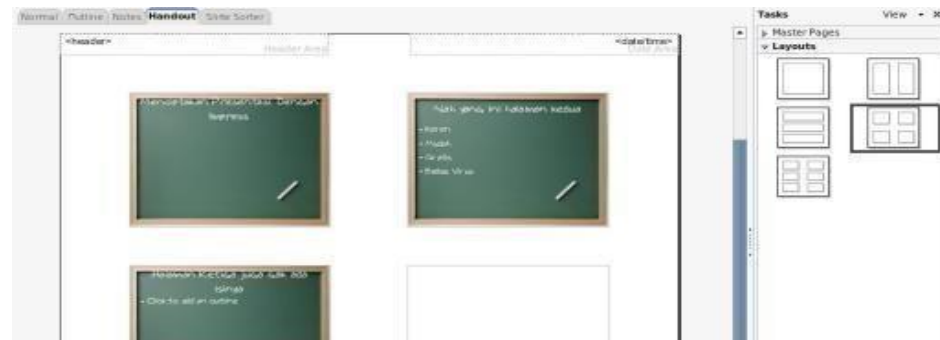 Normal Outline Notes Handout Slide Sorter
Tasks View
Master Pages
Layouts
<header> <date/time>
Header Area Date Area
Mencetakan Presentasi Dengan
Impress
Nah yang, ini halaman kedua
- Keren
- Mudah
- Gratis
- Bebas Virus
Halaman Ketiga juga gak ada
isinya
- Click to add an outline